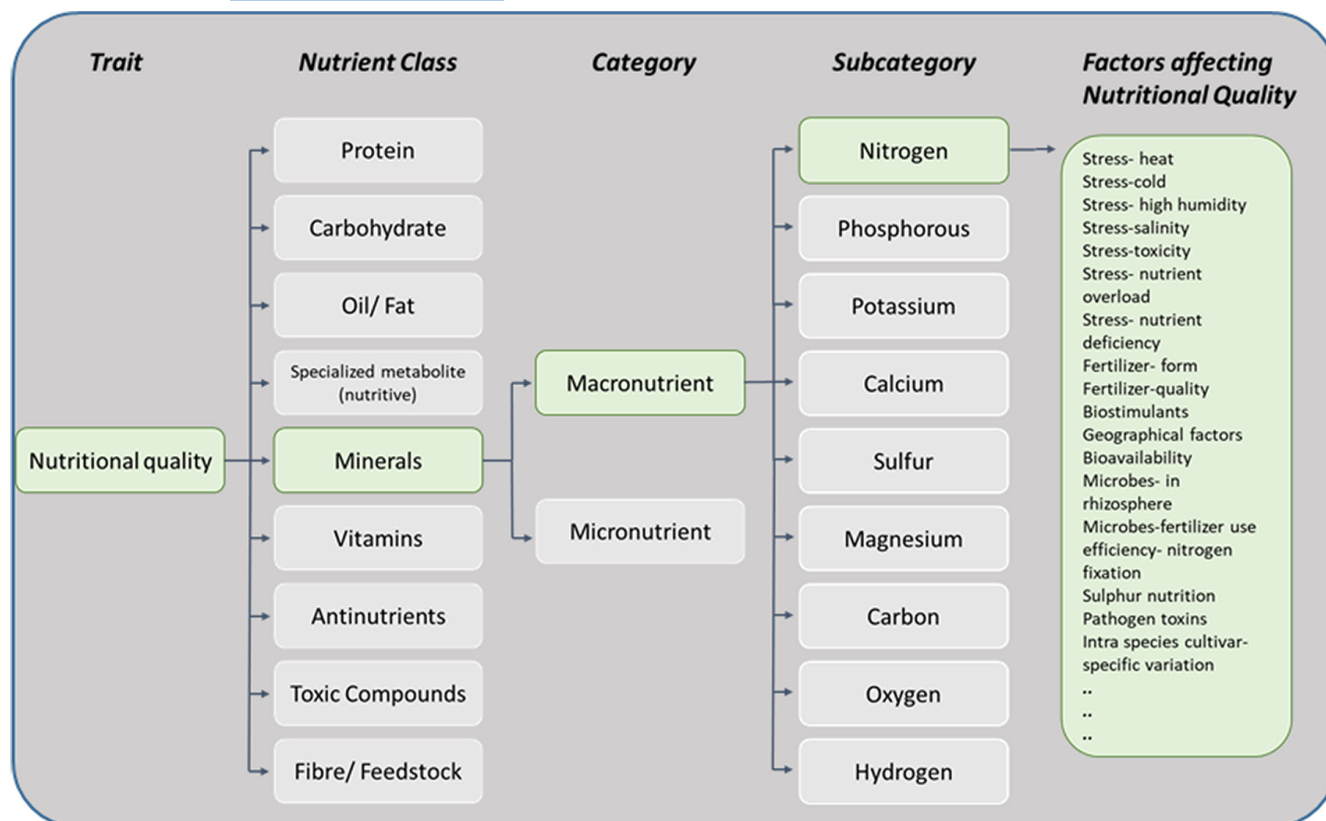 Trait
Nutrient Class
Category
Subcategory
Factors affecting
Nutritional Quality
Nutritional quality
Protein
Carbohydrate
Oil/ Fat
Specialized metabolite
(nutritive)
Minerals
Vitamins
Antinutrients
Toxic Compounds
Fibre/ Feedstock
Macronutrient
Micronutrient
Nitrogen
Phosphorous
Potassium
Calcium
Sulfur
Magnesium
Carbon
Oxygen
Hydrogen
Stress- heat
Stress-cold
Stress- high humidity
Stress-salinity
Stress-toxicity
Stress- nutrient
overload
Stress- nutrient
deficiency
Fertilizer- form
Fertilizer-quality
Biostimulants
Geographical factors
Bioavailability
Microbes- in
rhizosphere
Microbes-fertilizer use
efficiency- nitrogen
fixation
Sulphur nutrition
Pathogen toxins
Intra species cultivar-
specific variation
..
..
..